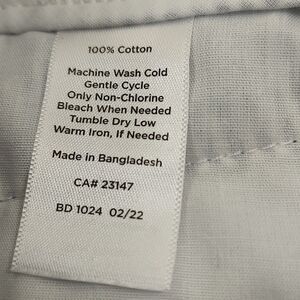 100% Cotton
Machine Wash Cold
Gentle Cycle
Only Non-Chlorine
Bleach When Needed
Tumble Dry Low
Warm Iron, If Needed
Made in Bangladesh
CA# 23147
BD 1024 02/22